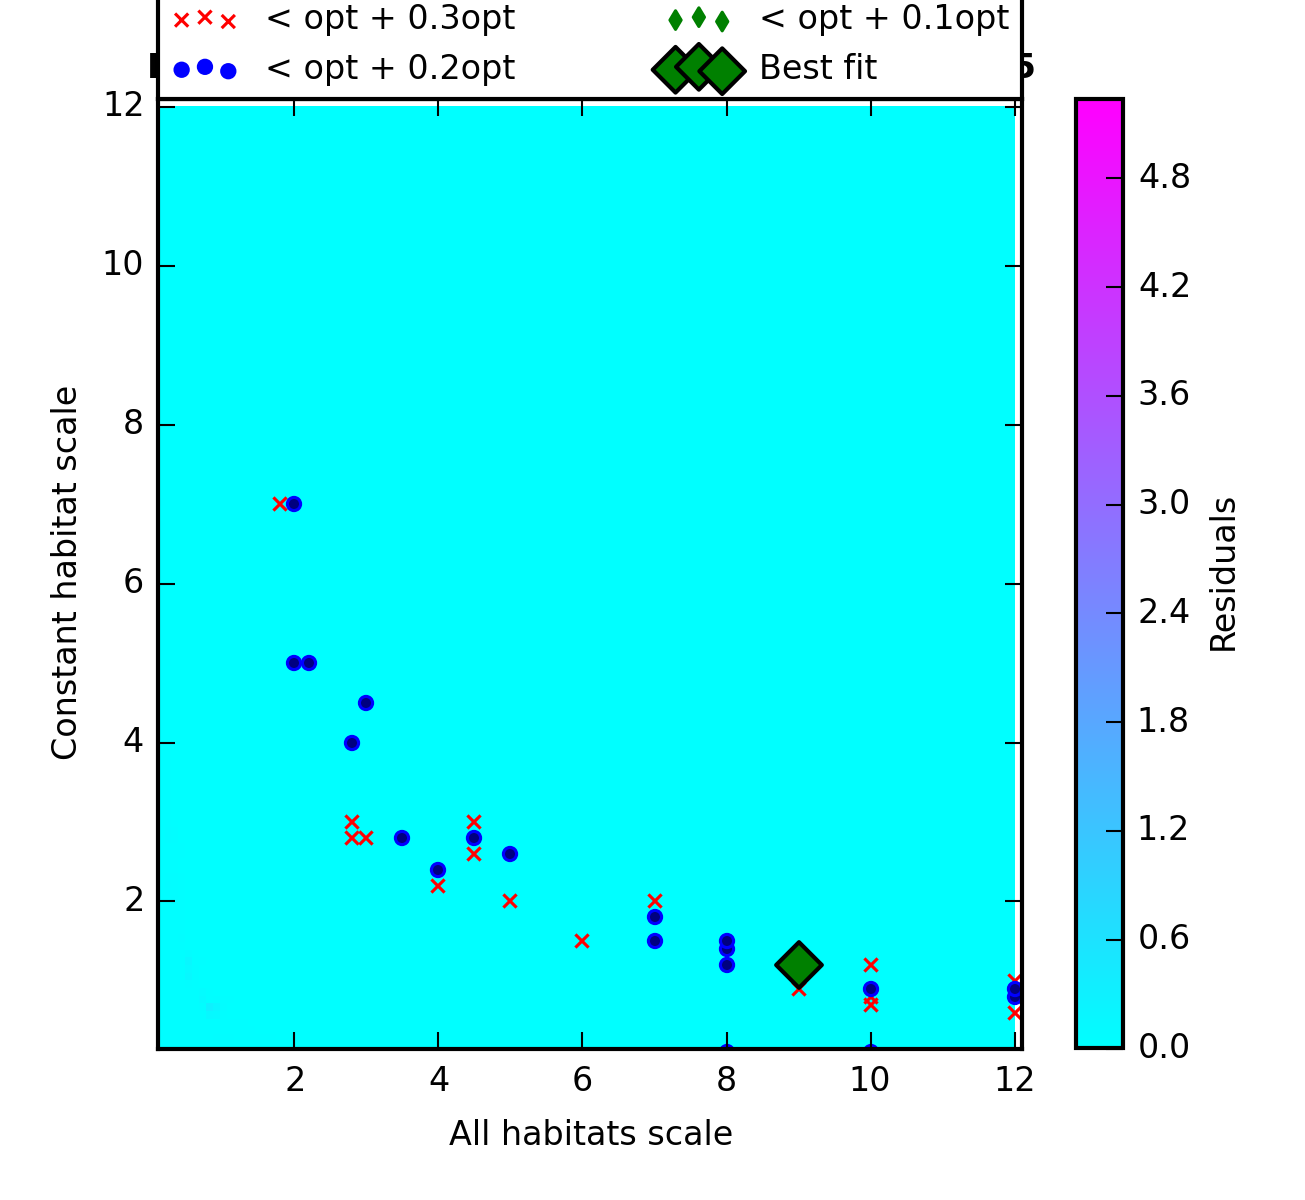 < opt + 0.3opt
< opt + 0.1opt
< opt + 0.2opt
Best fit
12
10
8
6
4
2
Constant habitat scale
2 4 6 8 10 12
All habitats scale
4.8
4.2
3.6
3.0
2.4
1.8
1.2
0.6
0.0
Residuals